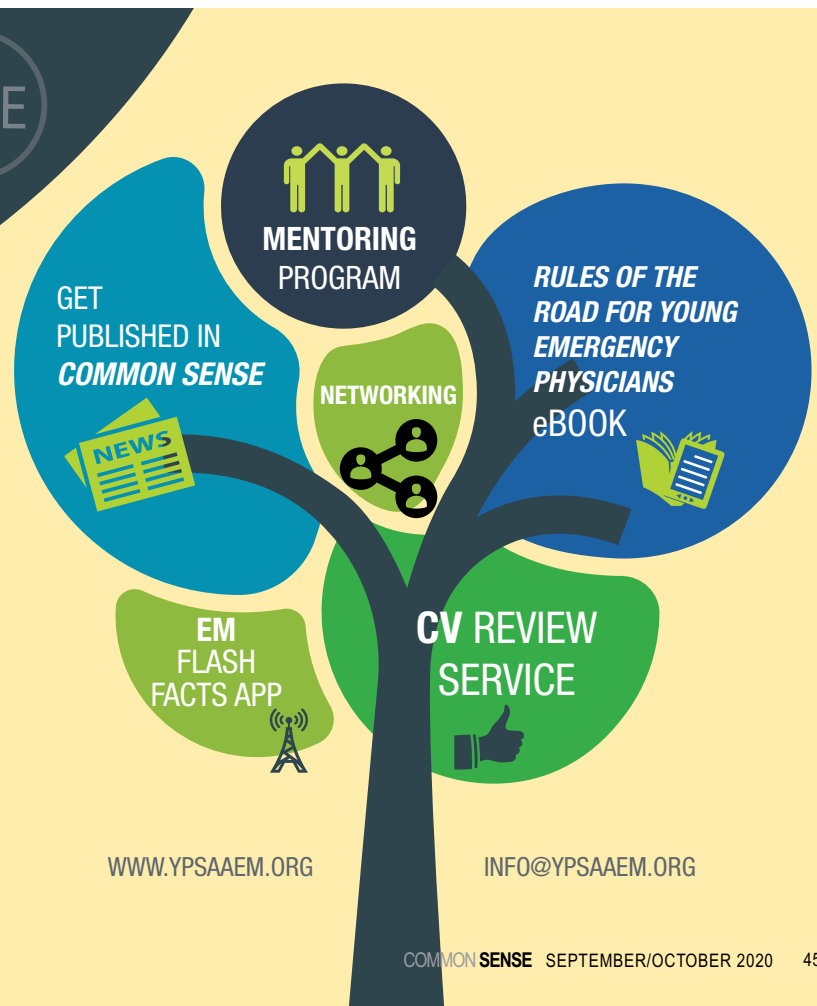 E
MENTORING
PROGRAM
GET
PUBLISHED IN
COMMON SENSE
NEWS
NETWORKING
RULES OF THE
ROAD FOR YOUNG
EMERGENCY
PHYSICIANS
eBOOK
EM
FLASH
FACTS APP
CV REVIEW
SERVICE
WWW.YPSAAEM.ORG
INFO@YPSAAEM.ORG
COMMON SENSE SEPTEMBER/OCTOBER 2020 45